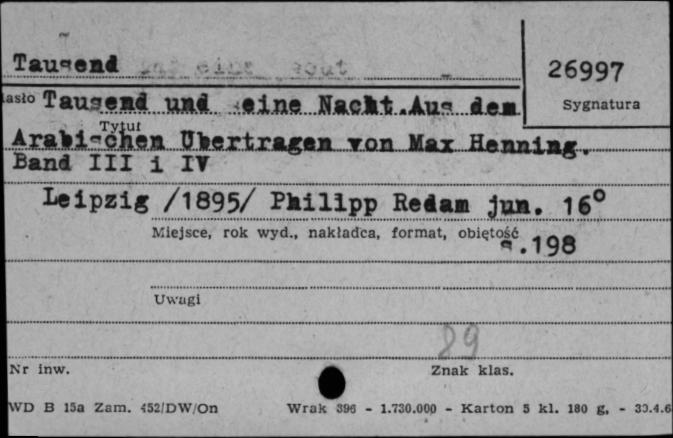 Tausend
26997
Sygnatura
Hasło Tausend und eine Nacht. Aus dem
Tytuł
Arabischen Ubertragen von Max Henning.
Band III i IV
Leipzig /1895/ Philipp Redam jun. 16°
Miejsce, rok wyd., nakładca, format, objętość
s.198
Uwagi
89
Nr inw.
Znak klas.
WD B 15a Zam. 452/DW/On Wrak 396 - 1.730.000 - Karton 5 kl. 180 g. - 30.4.6